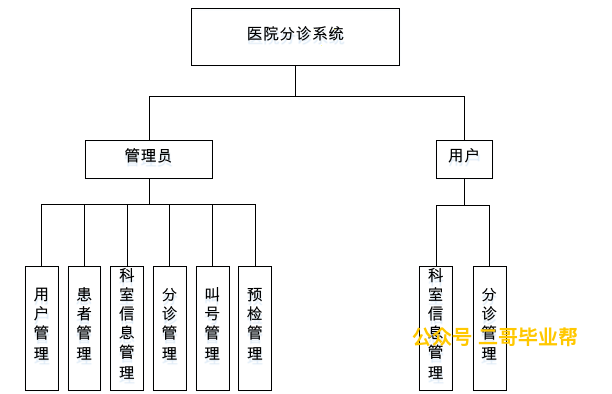 医院分诊系统
管理员
用户
用户管理
患者管理
科室信息管理
分诊管理
叫号管理
预检管理
科室信息管理
分诊管理
公众号 二哥毕业帮